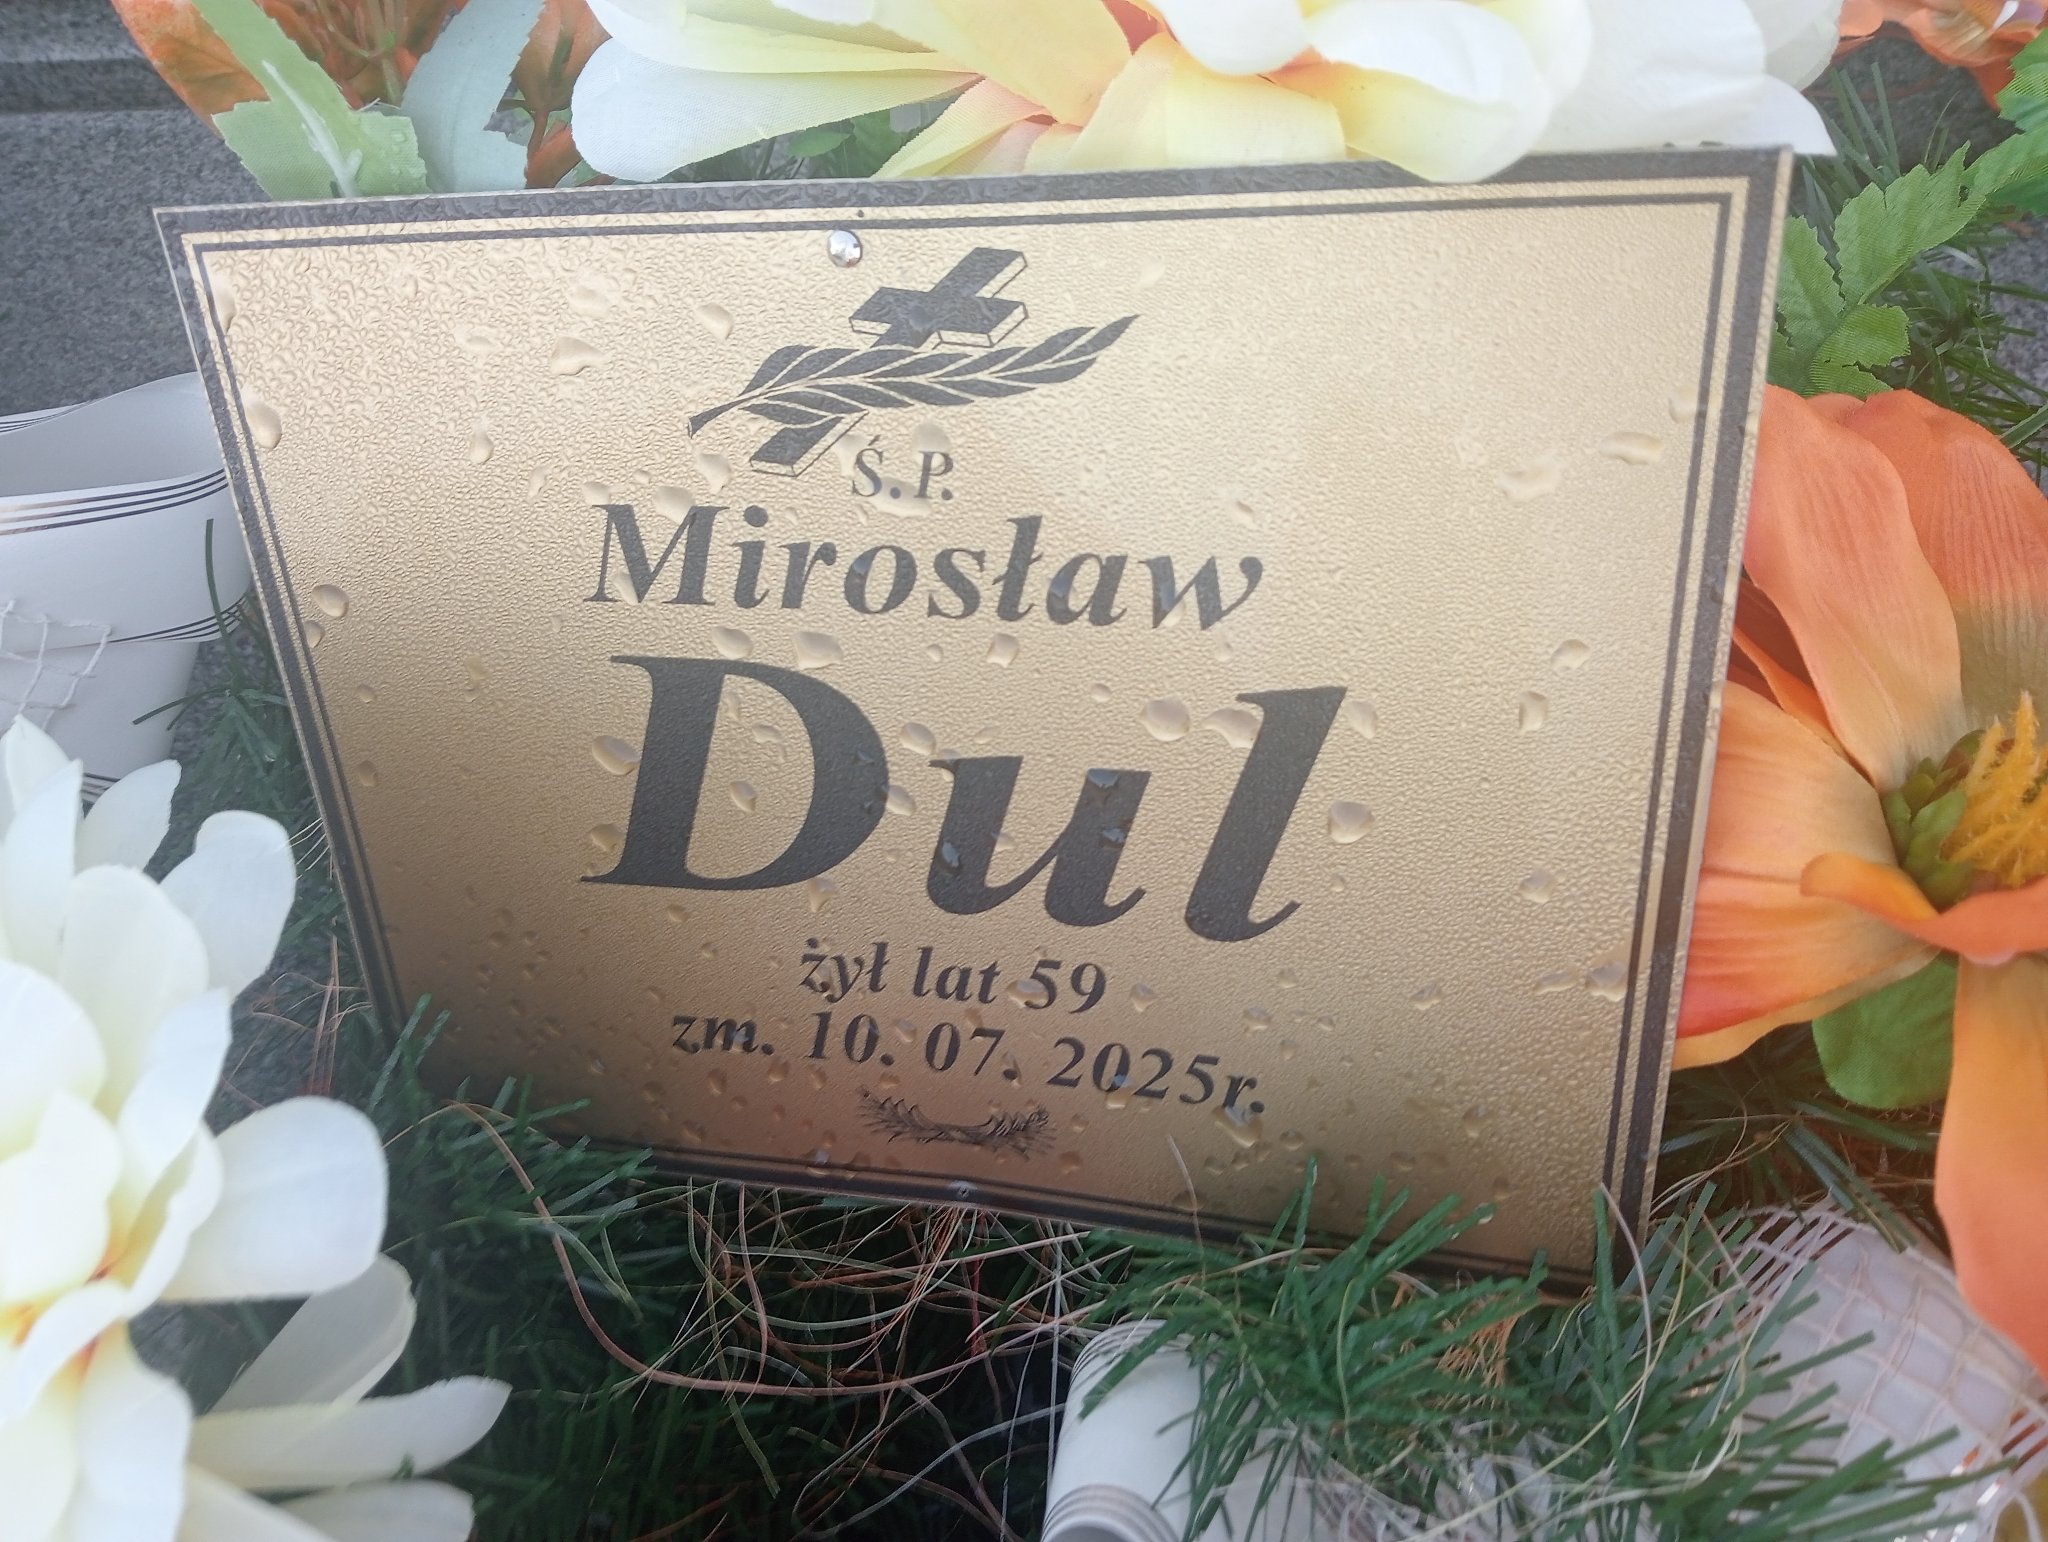 Ś.P.
Mirosław
Dul
żył lat 59
zm. 10. 07. 2025r.